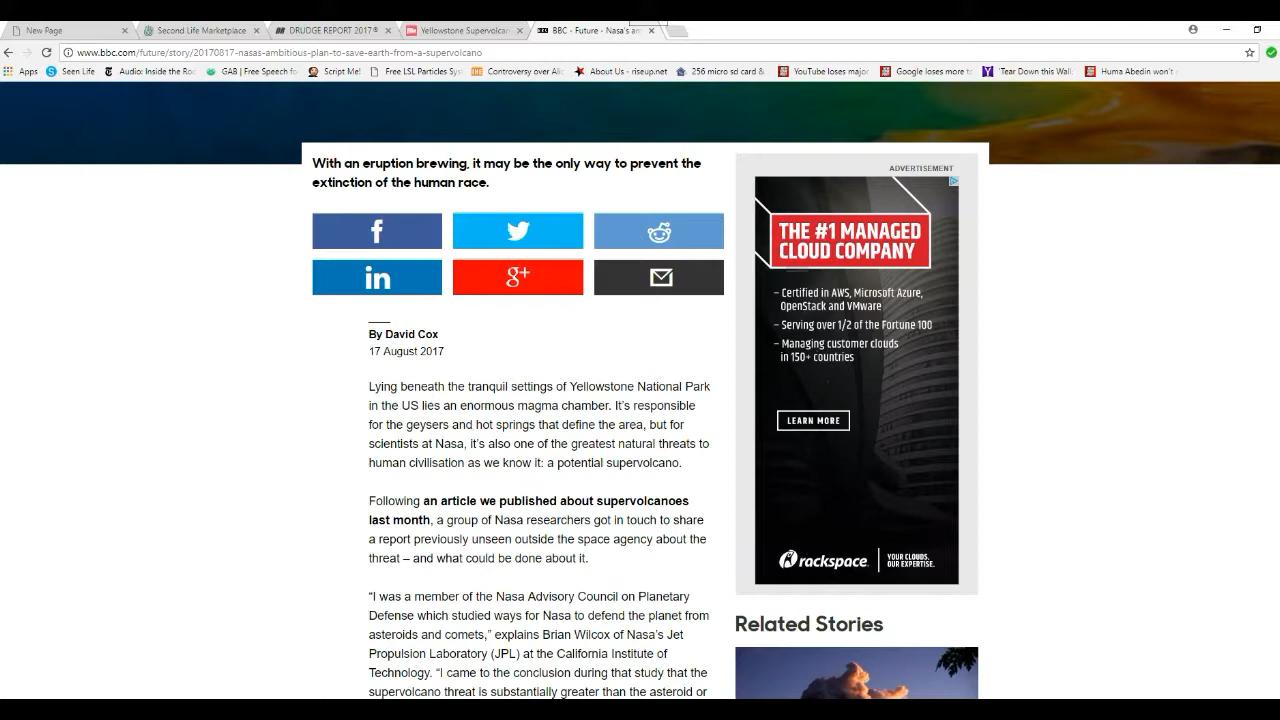 New Page
Second Life Marketplace
DRUDGE REPORT 2017®
Yellowstone Supervolcan
BBC - Future - Nasa's am
www.bbc.com/future/story/20170817-nasas-ambitious-plan-to-save-earth-from-a-supervolcano
Apps
Seen Life
Audio: Inside the Roc
GAB | Free Speech fo
Script Me!
Free LSL Particles Sys
Controversy over Alic
About Us - riseup.net
256 micro sd card &
YouTube loses major
Google loses more to
'Tear Down this Wall
Huma Abedin won't
With an eruption brewing, it may be the only way to prevent the
extinction of the human race.
f
in
g+
By David Cox
17 August 2017
Lying beneath the tranquil settings of Yellowstone National Park
in the US lies an enormous magma chamber. It's responsible
for the geysers and hot springs that define the area, but for
scientists at Nasa, it's also one of the greatest natural threats to
human civilisation as we know it: a potential supervolcano.
Following an article we published about supervolcanoes
last month, a group of Nasa researchers got in touch to share
a report previously unseen outside the space agency about the
threat – and what could be done about it.
“I was a member of the Nasa Advisory Council on Planetary
Defense which studied ways for Nasa to defend the planet from
asteroids and comets,” explains Brian Wilcox of Nasa's Jet
Propulsion Laboratory (JPL) at the California Institute of
Technology. “I came to the conclusion during that study that the
supervolcano threat is substantially greater than the asteroid or
ADVERTISEMENT
THE #1 MANAGED
CLOUD COMPANY
– Certified in AWS, Microsoft Azure,
OpenStack and VMware
– Serving over 1/2 of the Fortune 100
– Managing customer clouds
in 150+ countries
LEARN MORE
rackspace.
YOUR CLOUDS.
OUR EXPERTISE.
Related Stories